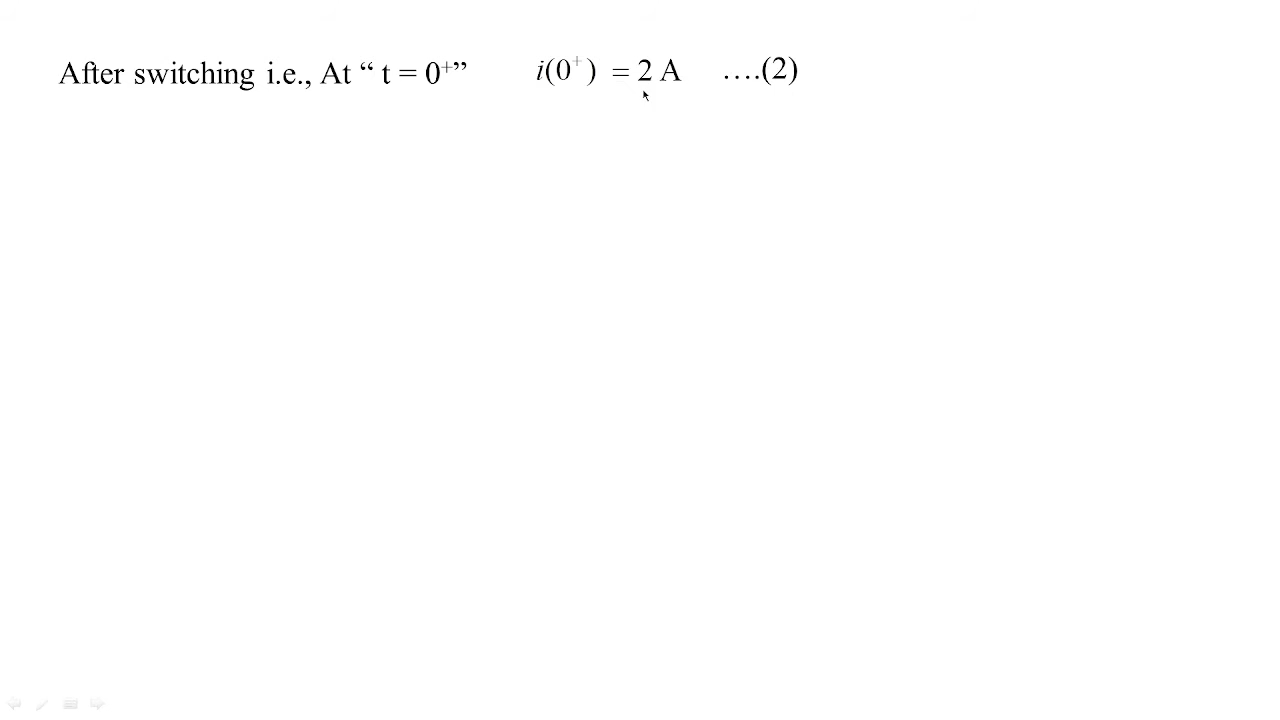 After switching i.e., At “ t = 0⁺” i(0⁺) = 2 A ….(2)